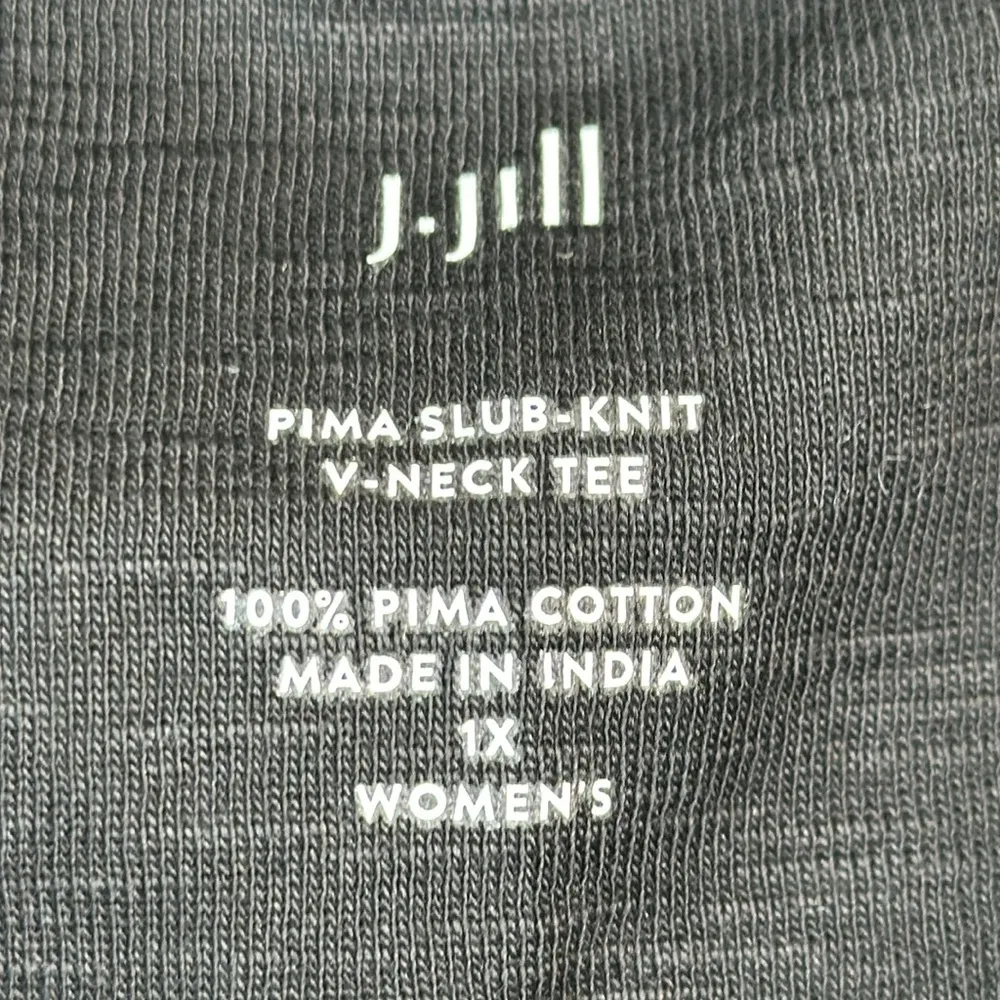 J.Jill
PIMA SLUB-KNIT
V-NECK TEE
100% PIMA COTTON
MADE IN INDIA
1X
WOMEN'S